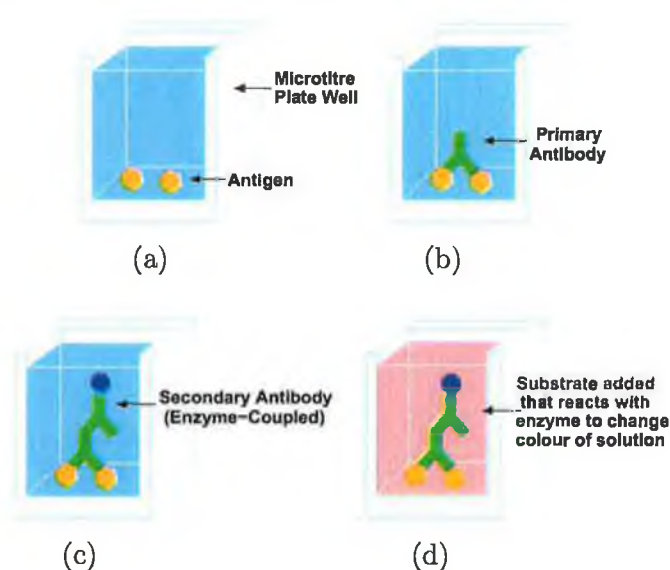 Microtitre
Plate Well
Antigen
(a)
Primary
Antibody
(b)
Secondary Antibody
(Enzyme-Coupled)
(c)
Substrate added
that reacts with
enzyme to change
colour of solution
(d)